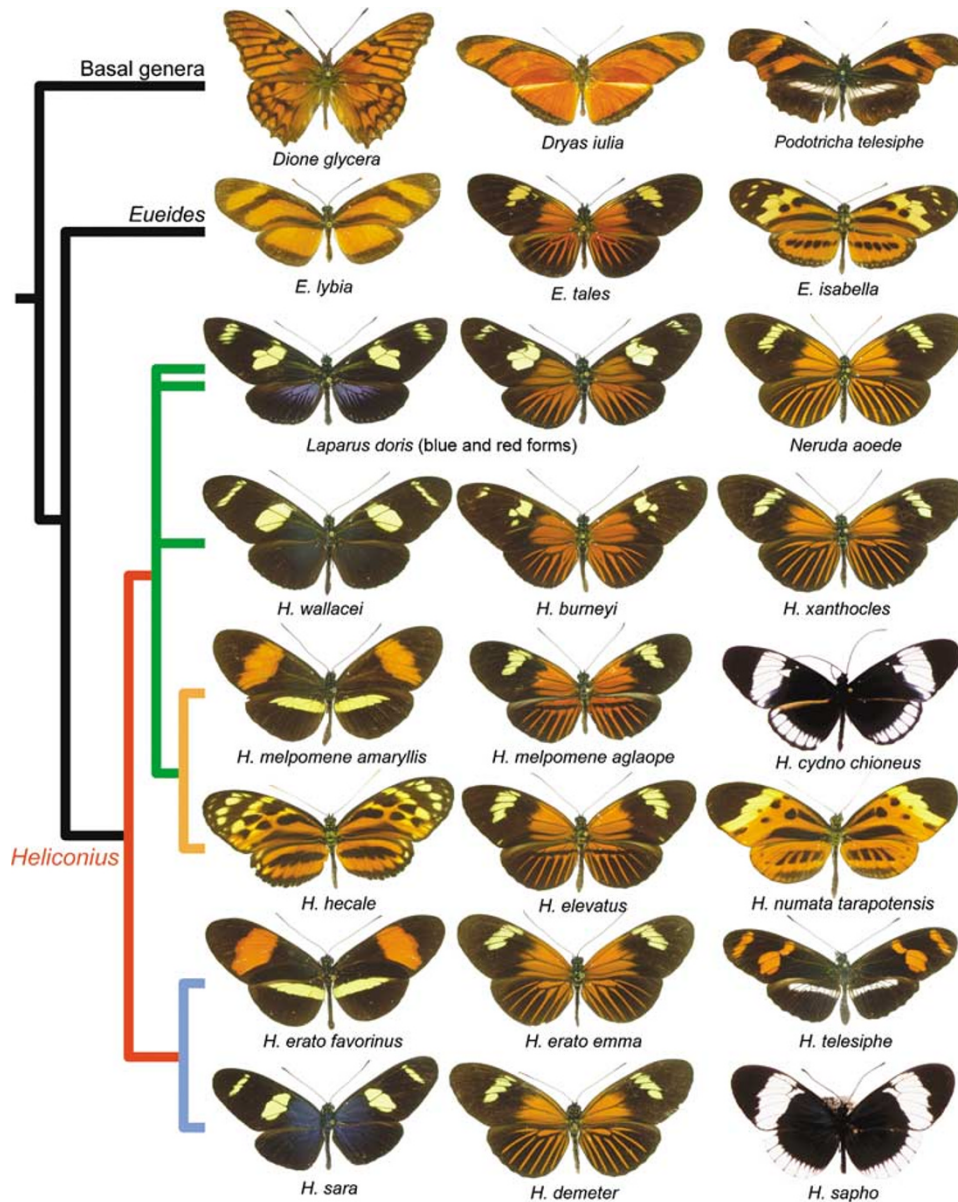 Basal genera
Dione glycera
Dryas iulia
Podotricha telesiphe
Eueides
E. lybia
E. tales
E. isabella
Laparus doris (blue and red forms)
Neruda aoede
H. wallacei
H. burneyi
H. xanthocles
H. melpomene amaryllis
H. melpomene aglaope
H. cydno chioneus
Heliconius
H. hecale
H. elevatus
H. numata tarapotensis
H. erato favorinus
H. erato emma
H. telesiphe
H. sara
H. demeter
H. sapho